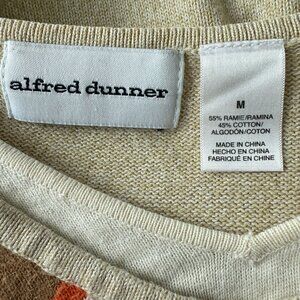 alfred dunner
M
55% RAMIE/RAMINA
45% COTTON/
ALGODÓN/COTON
MADE IN CHINA
HECHO EN CHINA
FABRIQUÉ EN CHINE